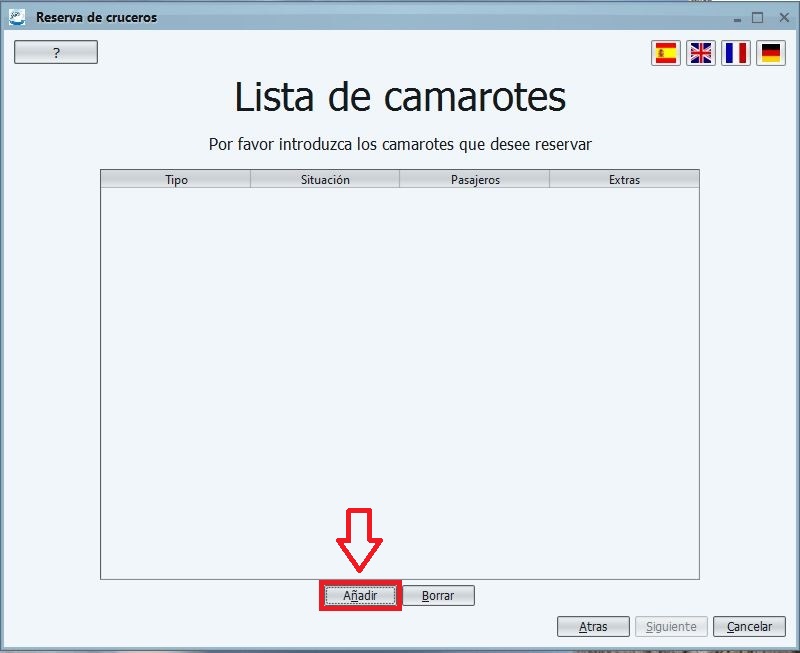 Reserva de cruceros
?
Lista de camarotes
Por favor introduzca los camarotes que desee reservar
Tipo Situación Pasajeros Extras
Añadir Borrar
Atras Siguiente Cancelar